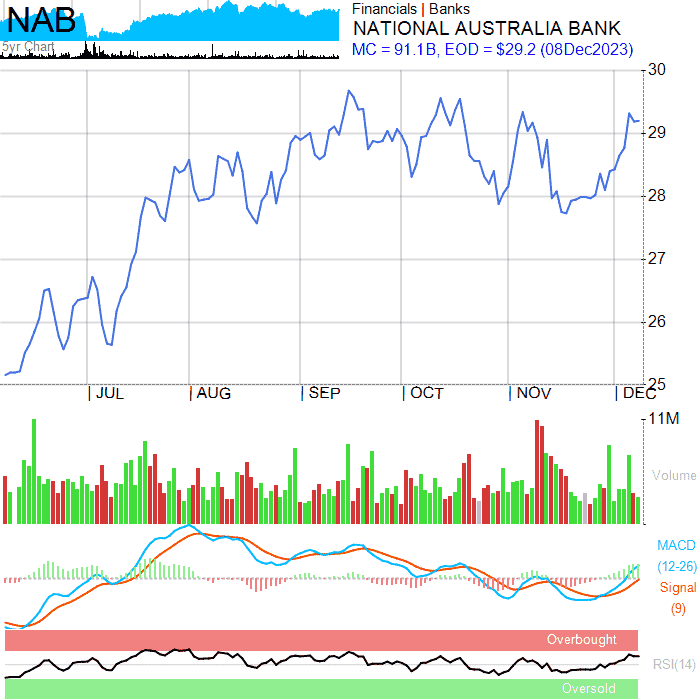 NAB
5yr Chart
Financials | Banks
NATIONAL AUSTRALIA BANK
MC = 91.1B, EOD = $29.2 (08Dec2023)
30
29
28
27
26
25
JUL AUG SEP OCT NOV DEC
11M
Volume
MACD
(12-26)
Signal
(9)
Overbought
RSI(14)
Oversold